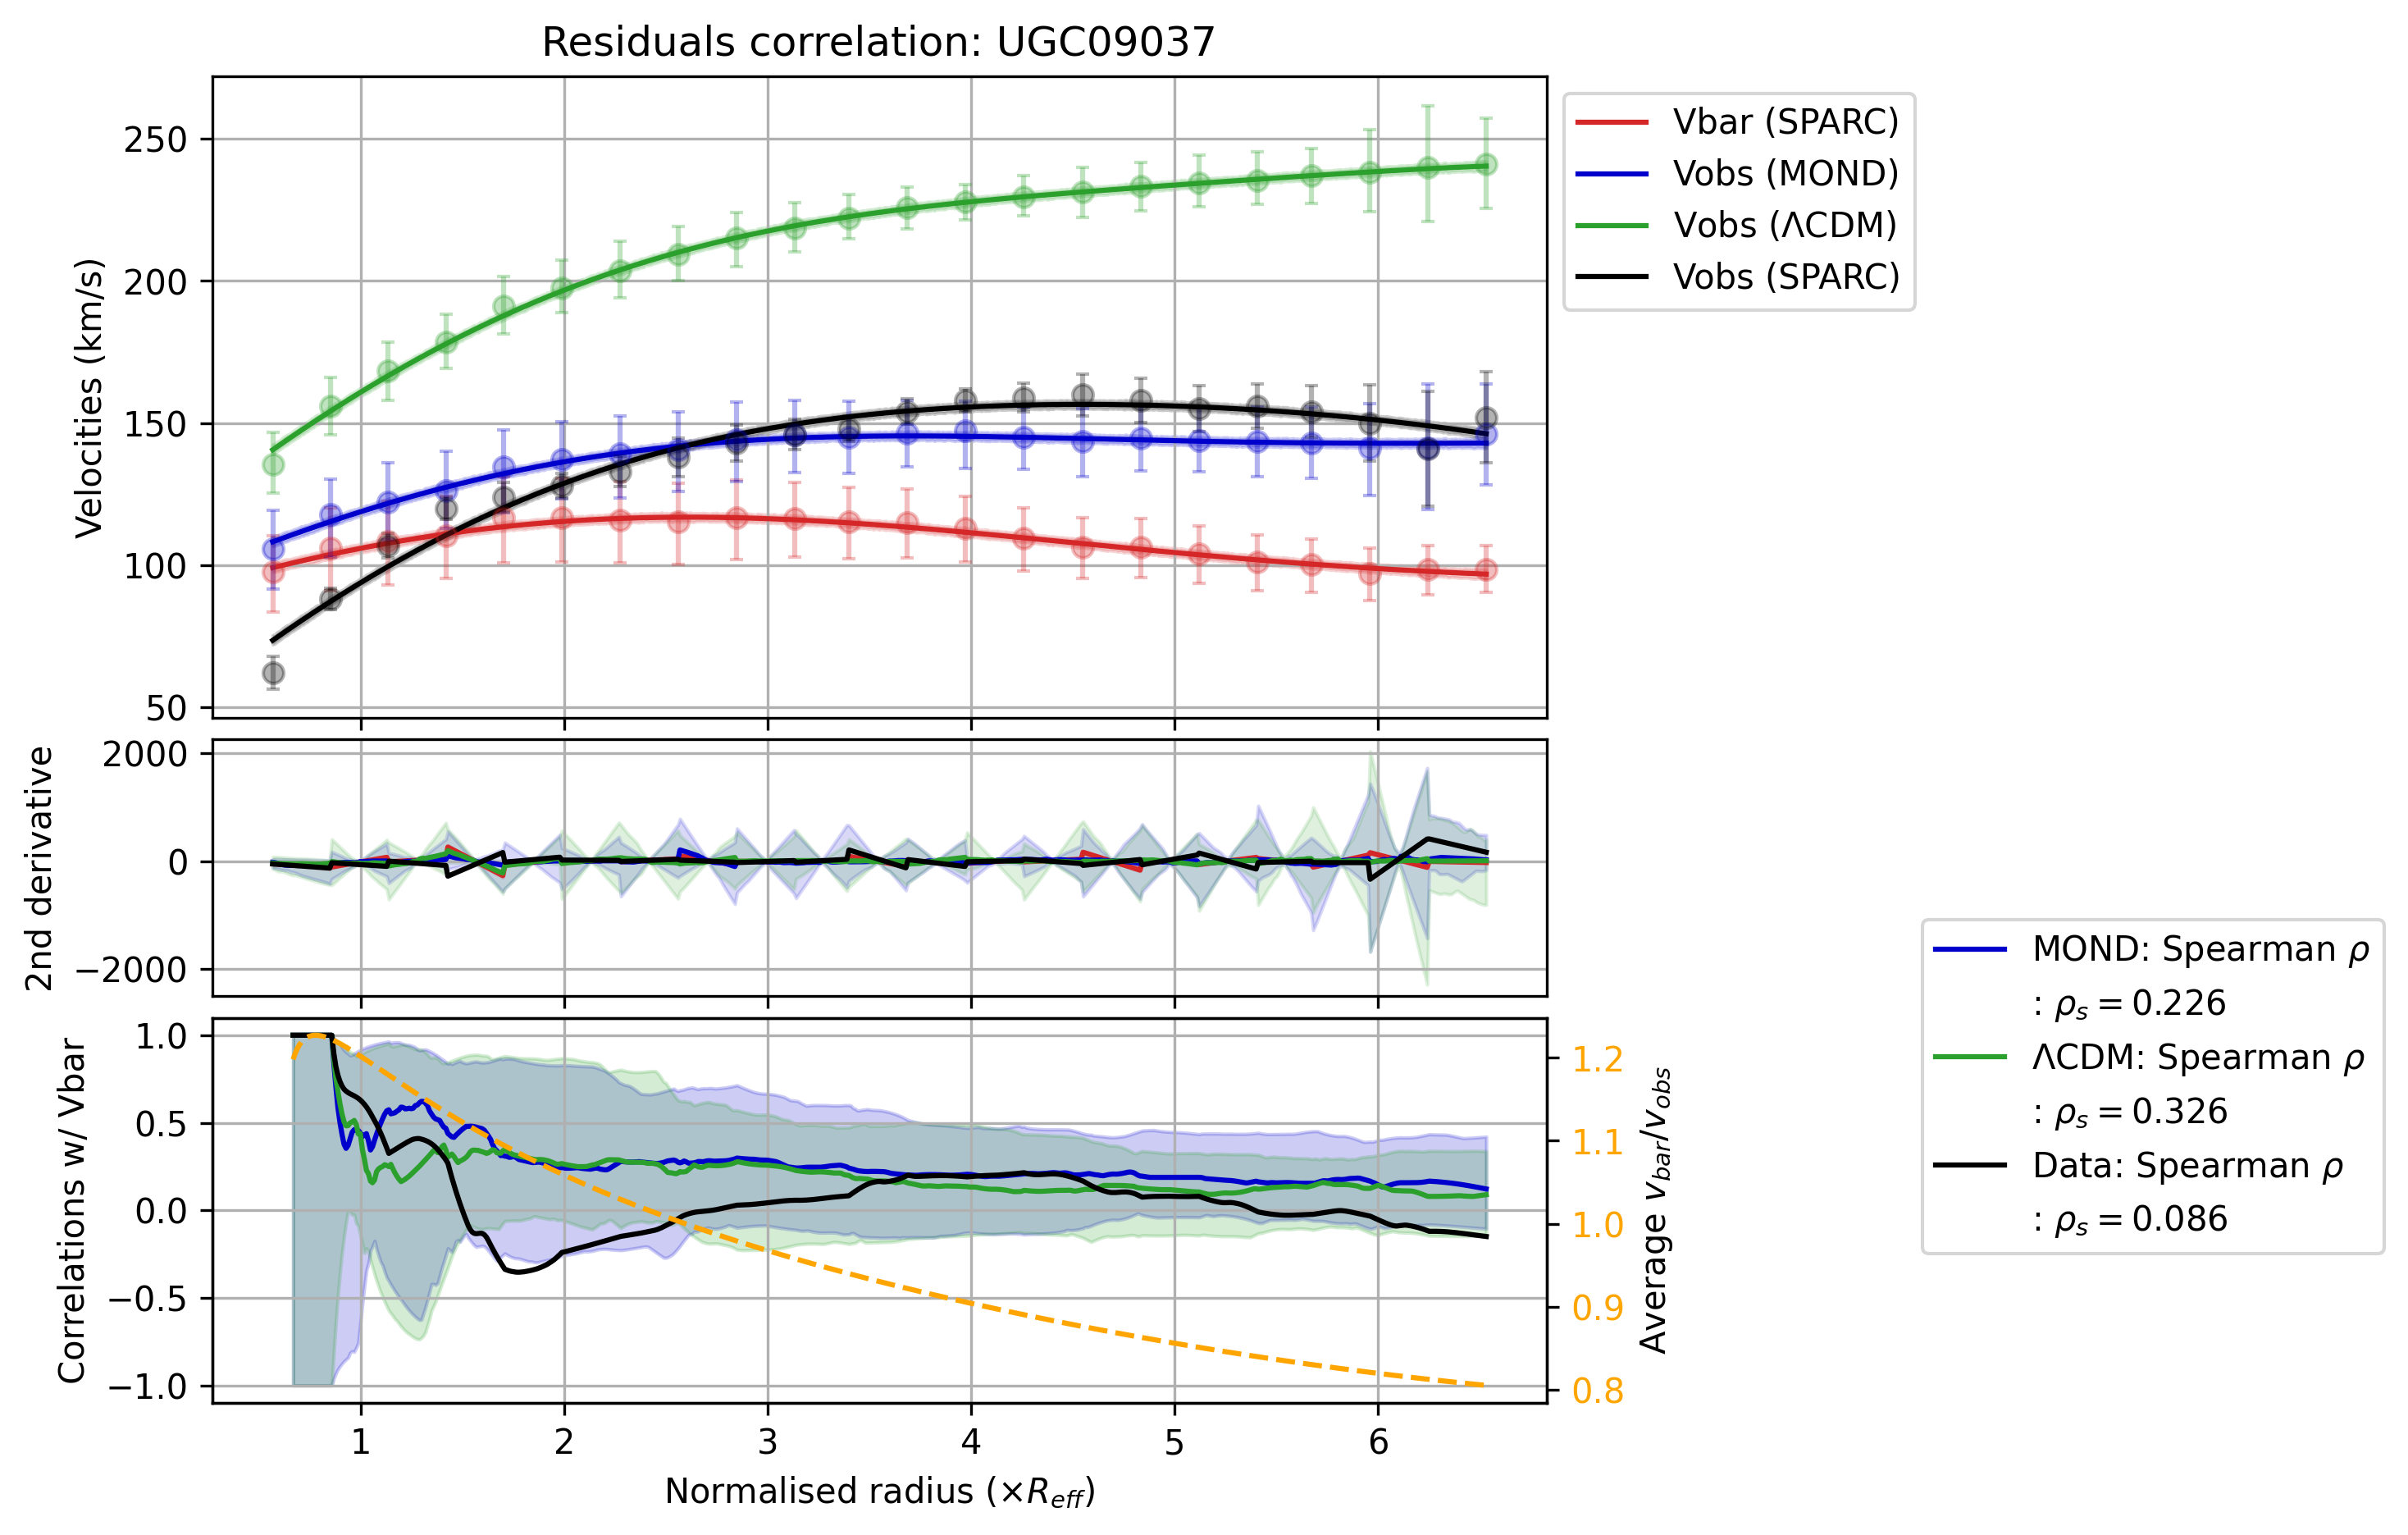 Residuals correlation: UGC09037
Velocities (km/s)
250
200
150
100
50
Vbar (SPARC)
Vobs (MOND)
Vobs (ΛCDM)
Vobs (SPARC)
2nd derivative
2000
0
−2000
Correlations w/ Vbar
1.0
0.5
0.0
−0.5
−1.0
1.2
1.1
1.0
0.9
0.8
Average v_bar/v_obs
MOND: Spearman ρ
: ρ_s = 0.226
ΛCDM: Spearman ρ
: ρ_s = 0.326
Data: Spearman ρ
: ρ_s = 0.086
1 2 3 4 5 6
Normalised radius (×R_eff)